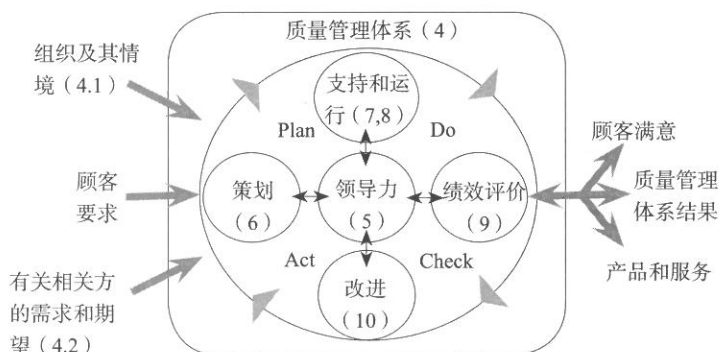 质量管理体系（4）
组织及其情
境（4.1）
支持和运
行（7,8）
Plan
Do
顾客
要求
策划
（6）
领导力
（5）
绩效评价
（9）
顾客满意
质量管理
体系结果
产品和服务
Act
Check
改进
（10）
有关相关方
的需求和期
望（4.2）